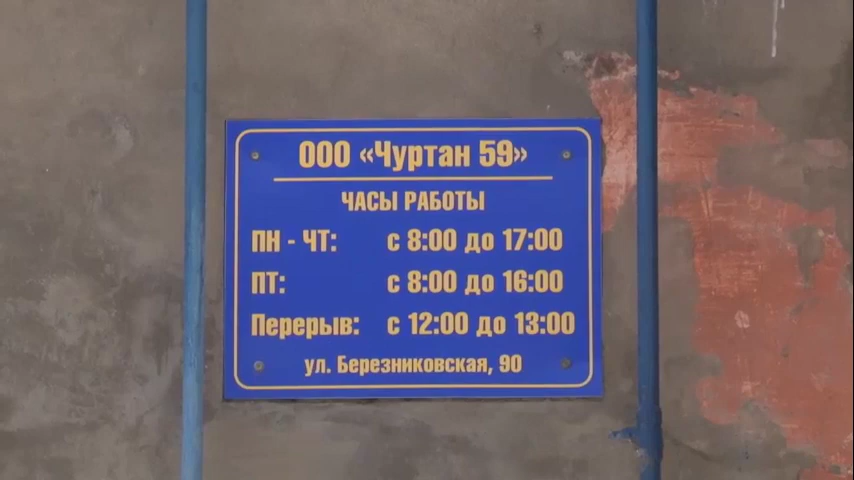 ООО «Чуртан 59»
ЧАСЫ РАБОТЫ
ПН - ЧТ: с 8:00 до 17:00
ПТ: с 8:00 до 16:00
Перерыв: с 12:00 до 13:00
ул. Березниковская, 90